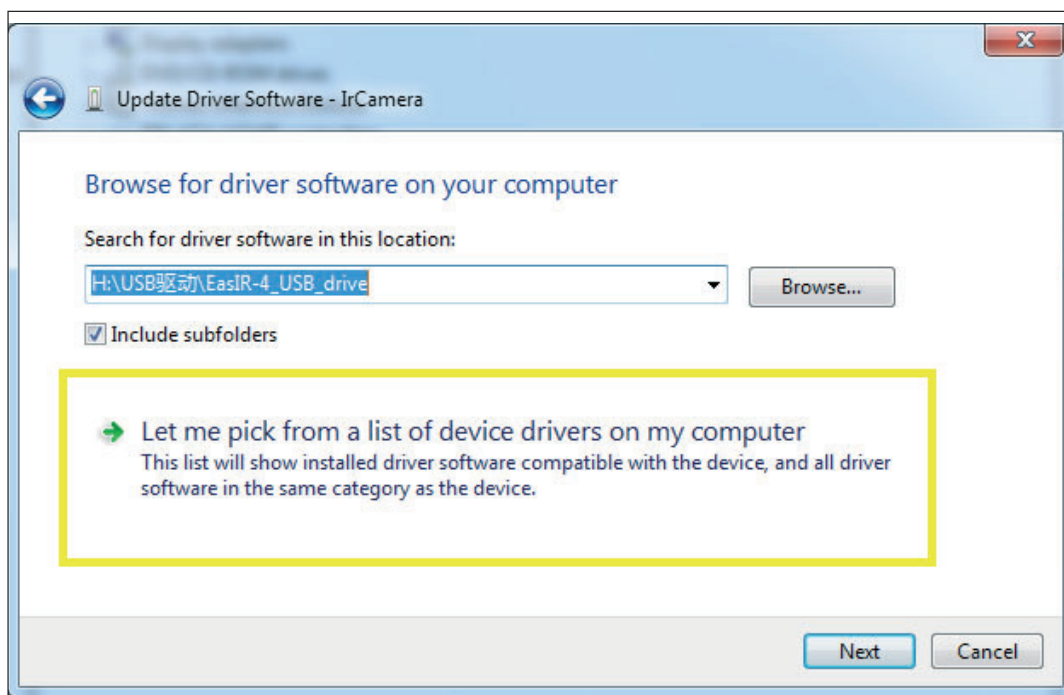 Update Driver Software - IrCamera
Browse for driver software on your computer
Search for driver software in this location:
H:\USB驱动\EasIR-4_USB_drive
Browse...
Include subfolders
Let me pick from a list of device drivers on my computer
This list will show installed driver software compatible with the device, and all driver
software in the same category as the device.
Next
Cancel